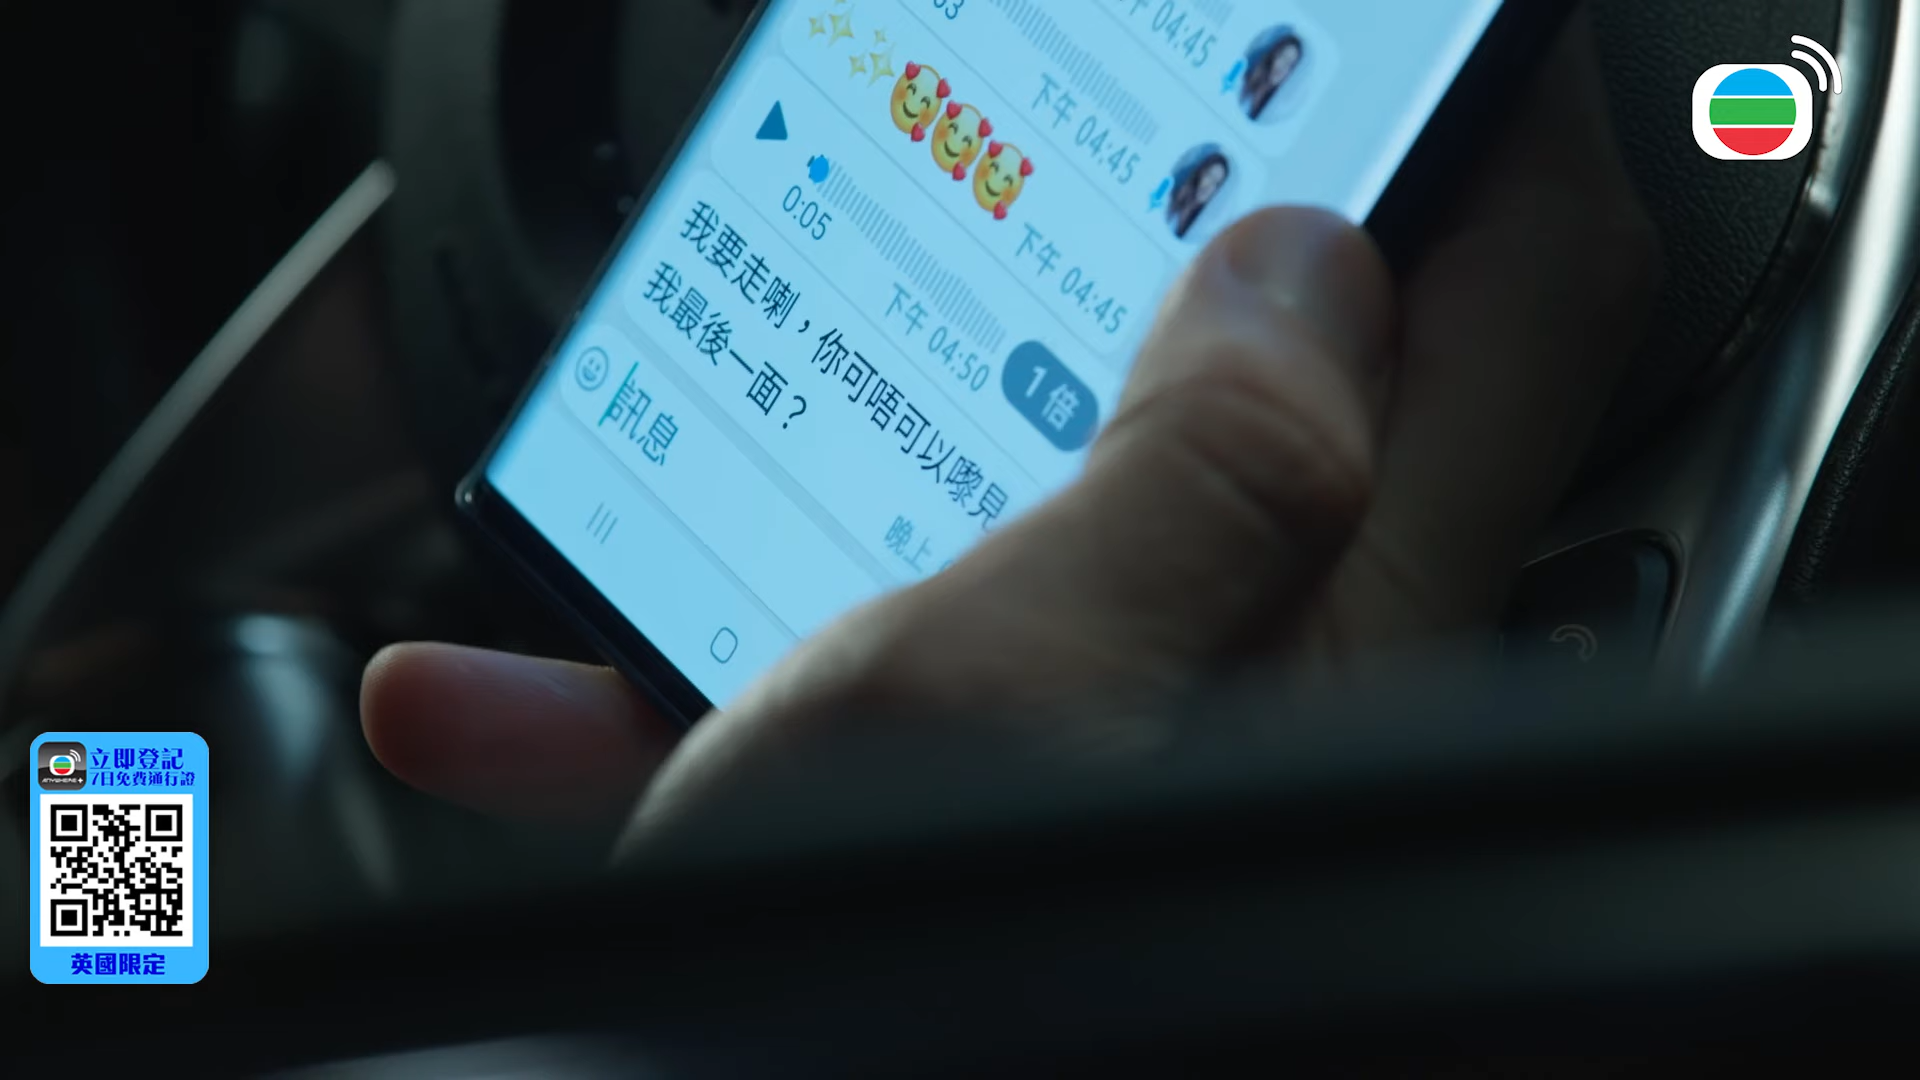 下午 04:45
下午 04:45
下午 04:45
0:05
下午 04:50
1 倍
我要走喇，你可唔可以嚟見
我最後一面？
晚上
訊息
立即登記
7日免費通行證
英國限定